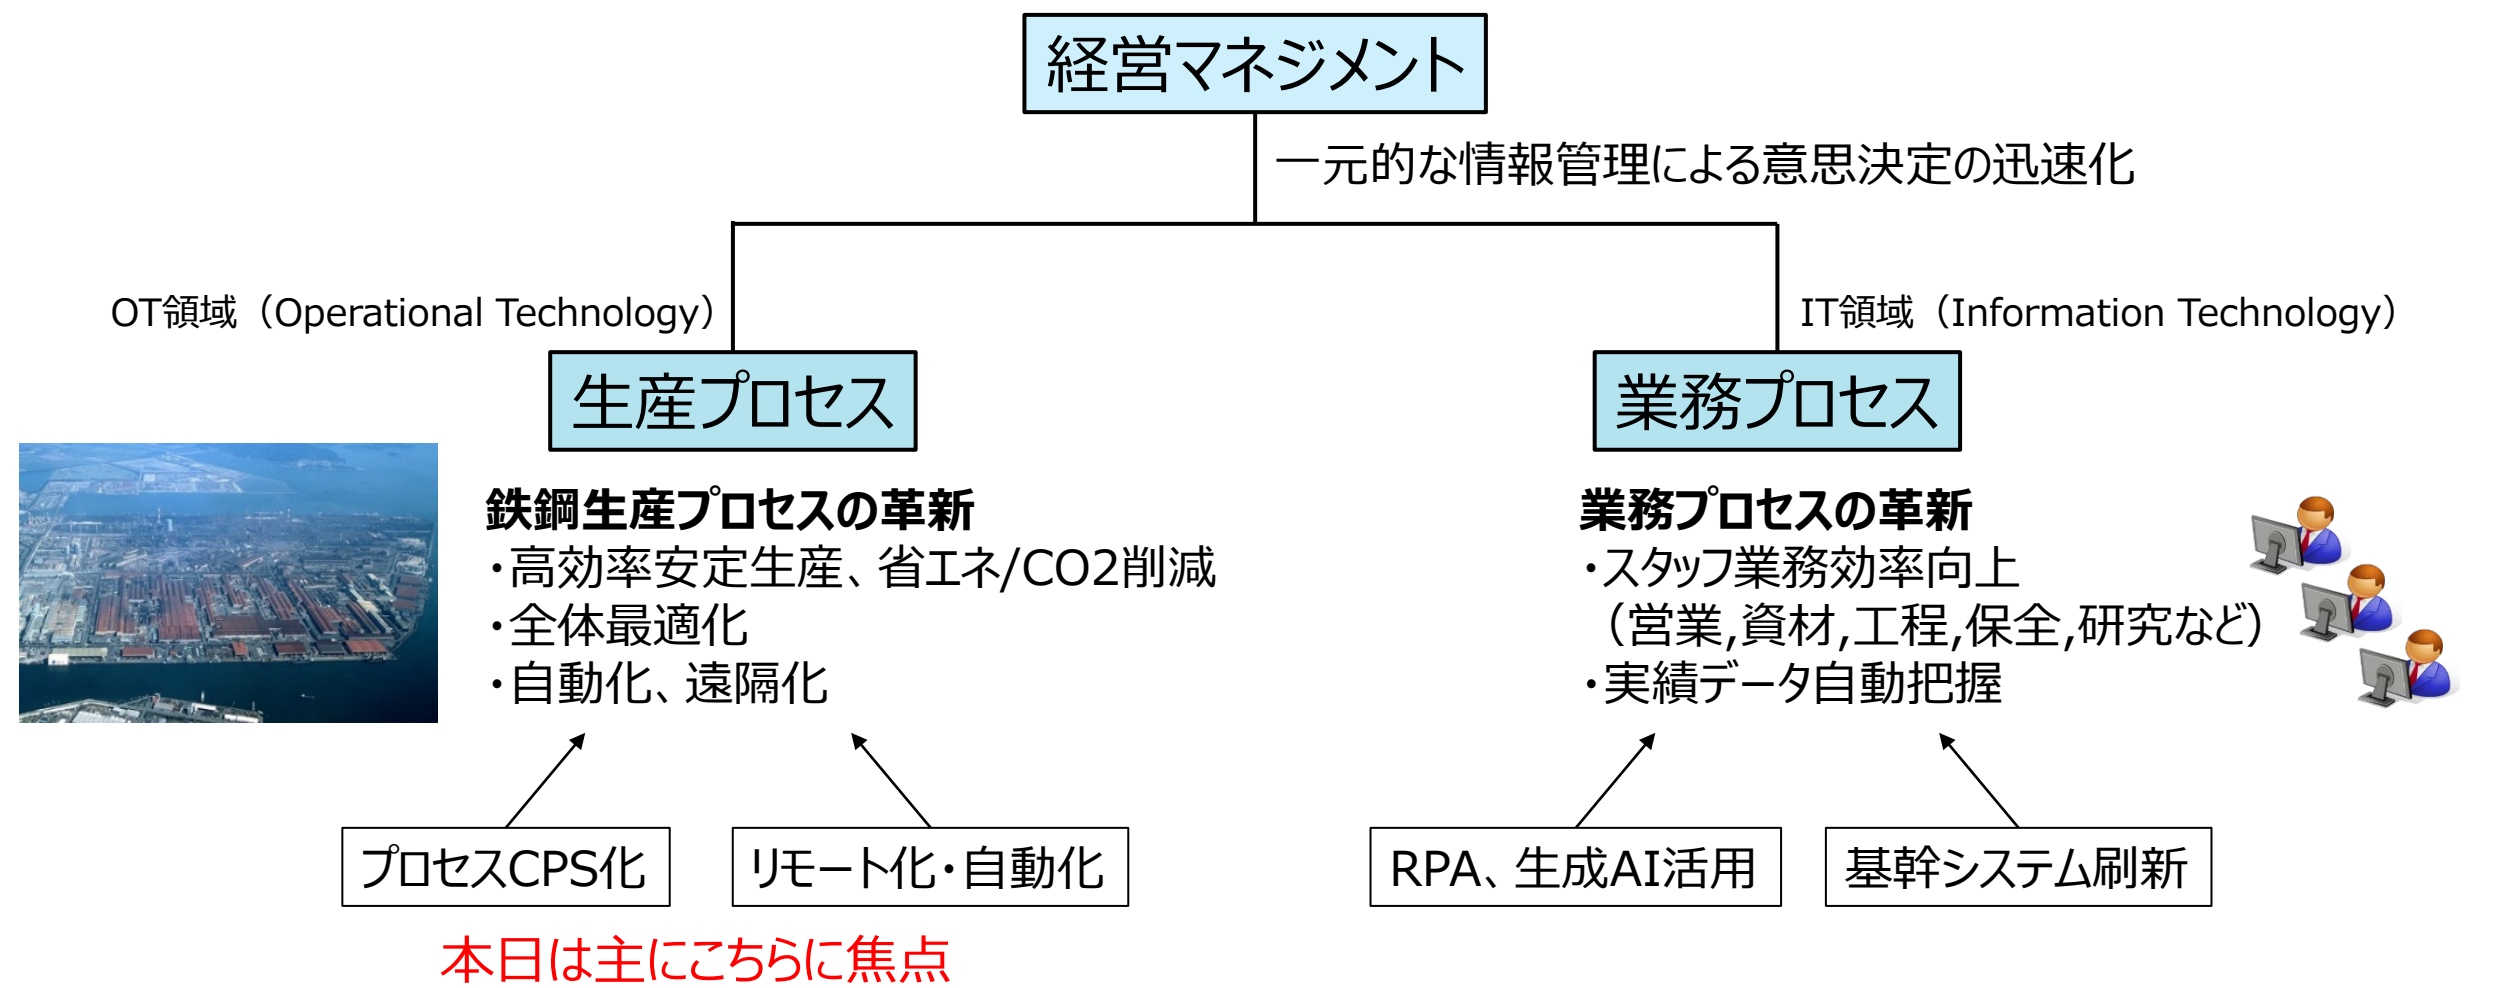 経営マネジメント
一元的な情報管理による意思決定の迅速化
OT領域（Operational Technology）
IT領域（Information Technology）
生産プロセス
業務プロセス
鉄鋼生産プロセスの革新
・高効率安定生産、省エネ/CO2削減
・全体最適化
・自動化、遠隔化
業務プロセスの革新
・スタッフ業務効率向上
（営業,資材,工程,保全,研究など）
・実績データ自動把握
プロセスCPS化
リモート化・自動化
RPA、生成AI活用
基幹システム刷新
本日は主にこちらに焦点